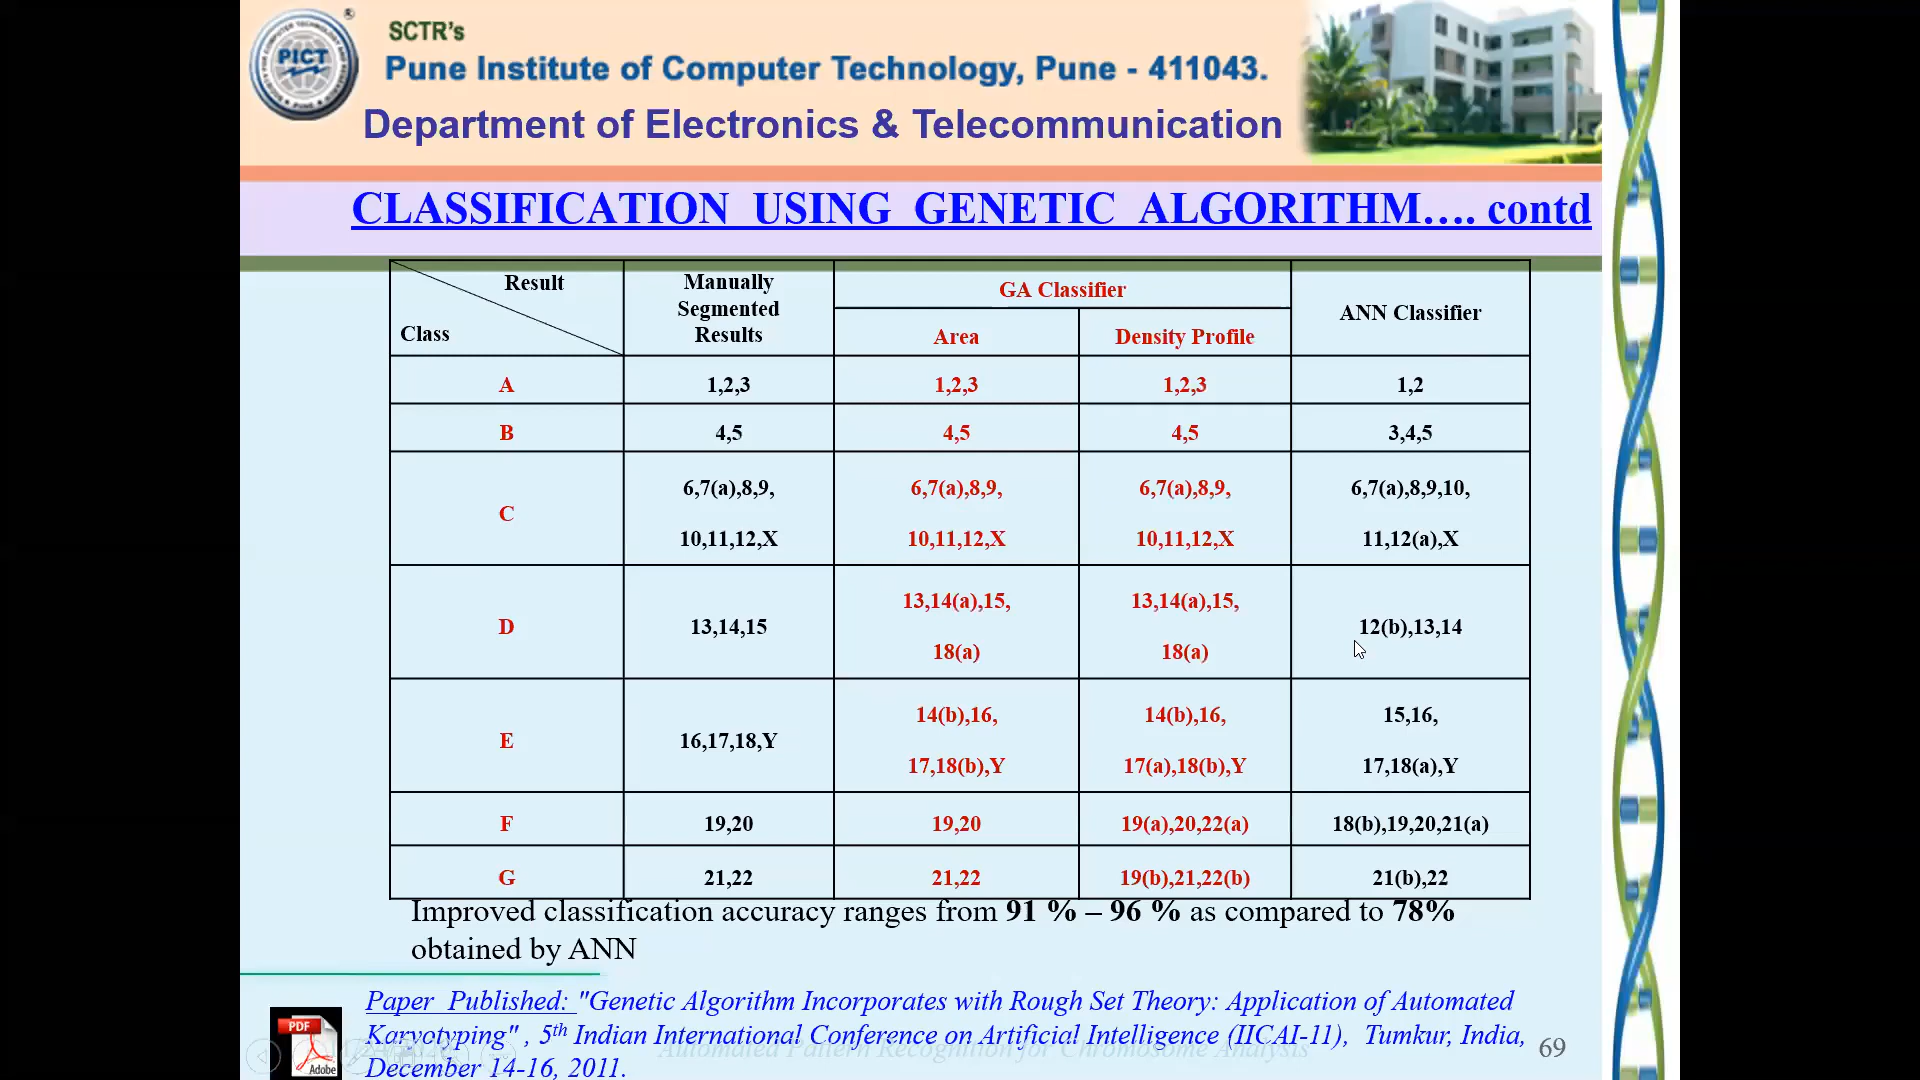 PICT
SCTR's
Pune Institute of Computer Technology, Pune - 411043.
Department of Electronics & Telecommunication
CLASSIFICATION USING GENETIC ALGORITHM…. contd
Result
Class
Manually
Segmented
Results
GA Classifier
ANN Classifier
Area
Density Profile
A
1,2,3
1,2,3
1,2,3
1,2
B
4,5
4,5
4,5
3,4,5
C
6,7(a),8,9,
10,11,12,X
6,7(a),8,9,
10,11,12,X
6,7(a),8,9,
10,11,12,X
6,7(a),8,9,10,
11,12(a),X
D
13,14,15
13,14(a),15,
18(a)
13,14(a),15,
18(a)
12(b),13,14
E
16,17,18,Y
14(b),16,
17,18(b),Y
14(b),16,
17(a),18(b),Y
15,16,
17,18(a),Y
F
19,20
19,20
19(a),20,22(a)
18(b),19,20,21(a)
G
21,22
21,22
19(b),21,22(b)
21(b),22
Improved classification accuracy ranges from 91 % – 96 % as compared to 78%
obtained by ANN
Paper Published: "Genetic Algorithm Incorporates with Rough Set Theory: Application of Automated
Karyotyping" , 5th Indian International Conference on Artificial Intelligence (IICAI-11), Tumkur, India,
December 14-16, 2011.
PDF
Adobe
Automated Pattern Recognition for Chromosome Analysis
69